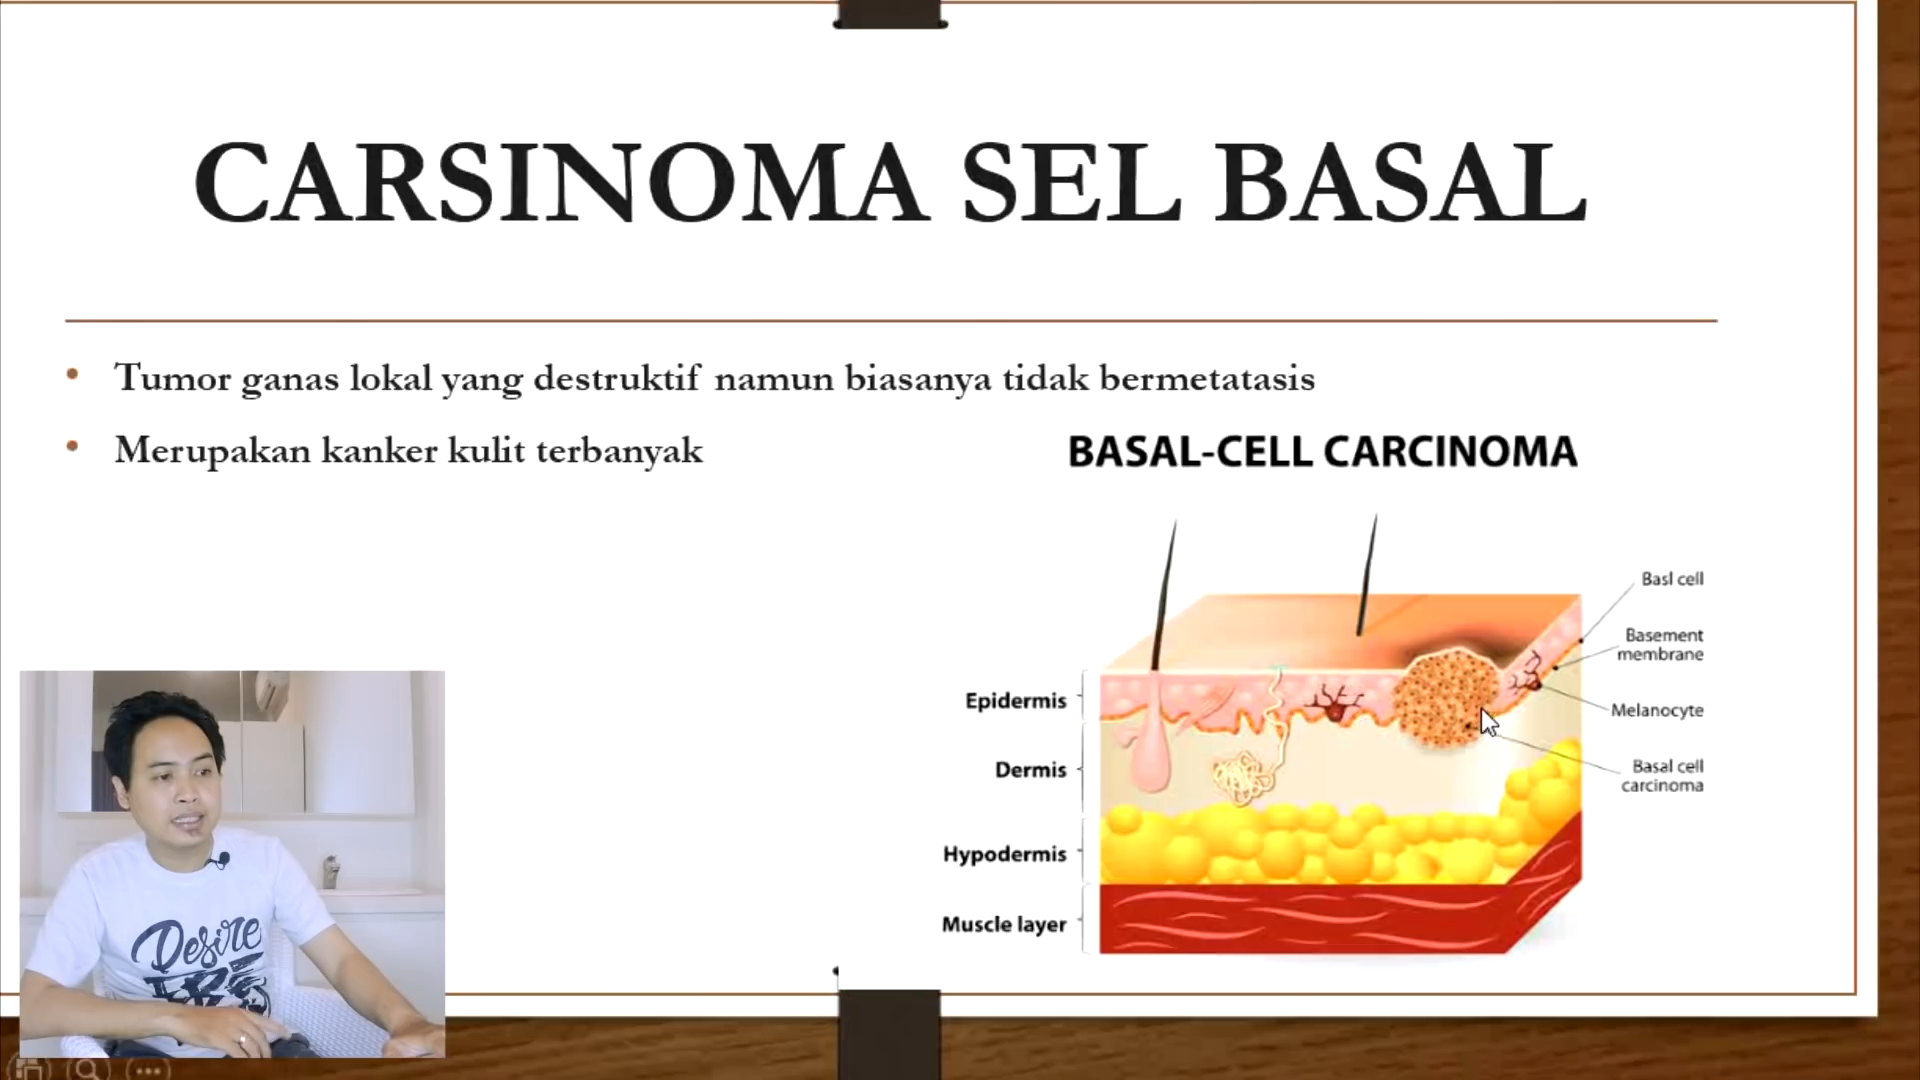 CARSINOMA SEL BASAL
• Tumor ganas lokal yang destruktif namun biasanya tidak bermetatasis
• Merupakan kanker kulit terbanyak
BASAL-CELL CARCINOMA
Basl cell
Basement
membrane
Melanocyte
Basal cell
carcinoma
Epidermis
Dermis
Hypodermis
Muscle layer
Desire